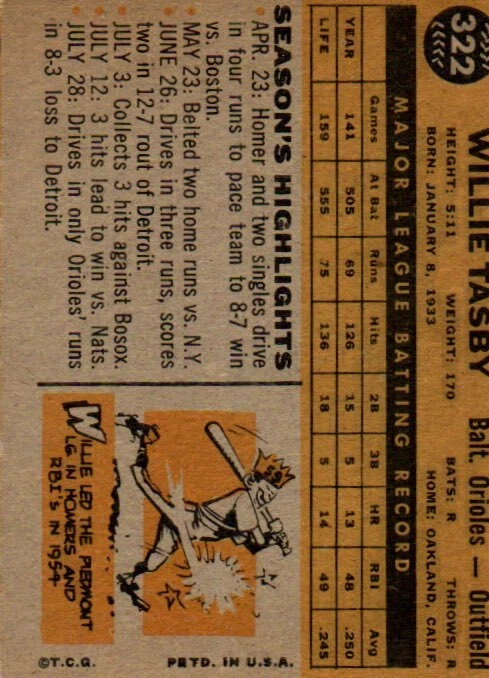 322
WILLIE TASBY Balt. Orioles — Outfield
HEIGHT: 5:11 WEIGHT: 170 BATS: R THROWS: R
BORN: JANUARY 8, 1933 HOME: OAKLAND, CALIF.
MAJOR LEAGUE BATTING RECORD
Games At Bat Runs Hits 2B 3B HR RBI Avg
YEAR 141 505 69 126 15 5 13 48 .250
LIFE 159 555 75 136 18 5 14 49 .245
SEASON'S HIGHLIGHTS
• APR. 23: Homer and two singles drive
in four runs to pace team to 8-7 win
vs. Boston.
• MAY 23: Belted two home runs vs. N.Y.
• JUNE 26: Drives in three runs, scores
two in 12-7 rout of Detroit.
• JULY 3: Collects 3 hits against Bosox.
• JULY 12: 3 hits lead to win vs. Nats.
• JULY 28: Drives in only Orioles' runs
in 8-3 loss to Detroit.
WILLIE LED THE PIEDMONT
LG IN HOMERS AND
RBI'S IN 1954
©T.C.G. PRTD. IN U.S.A.